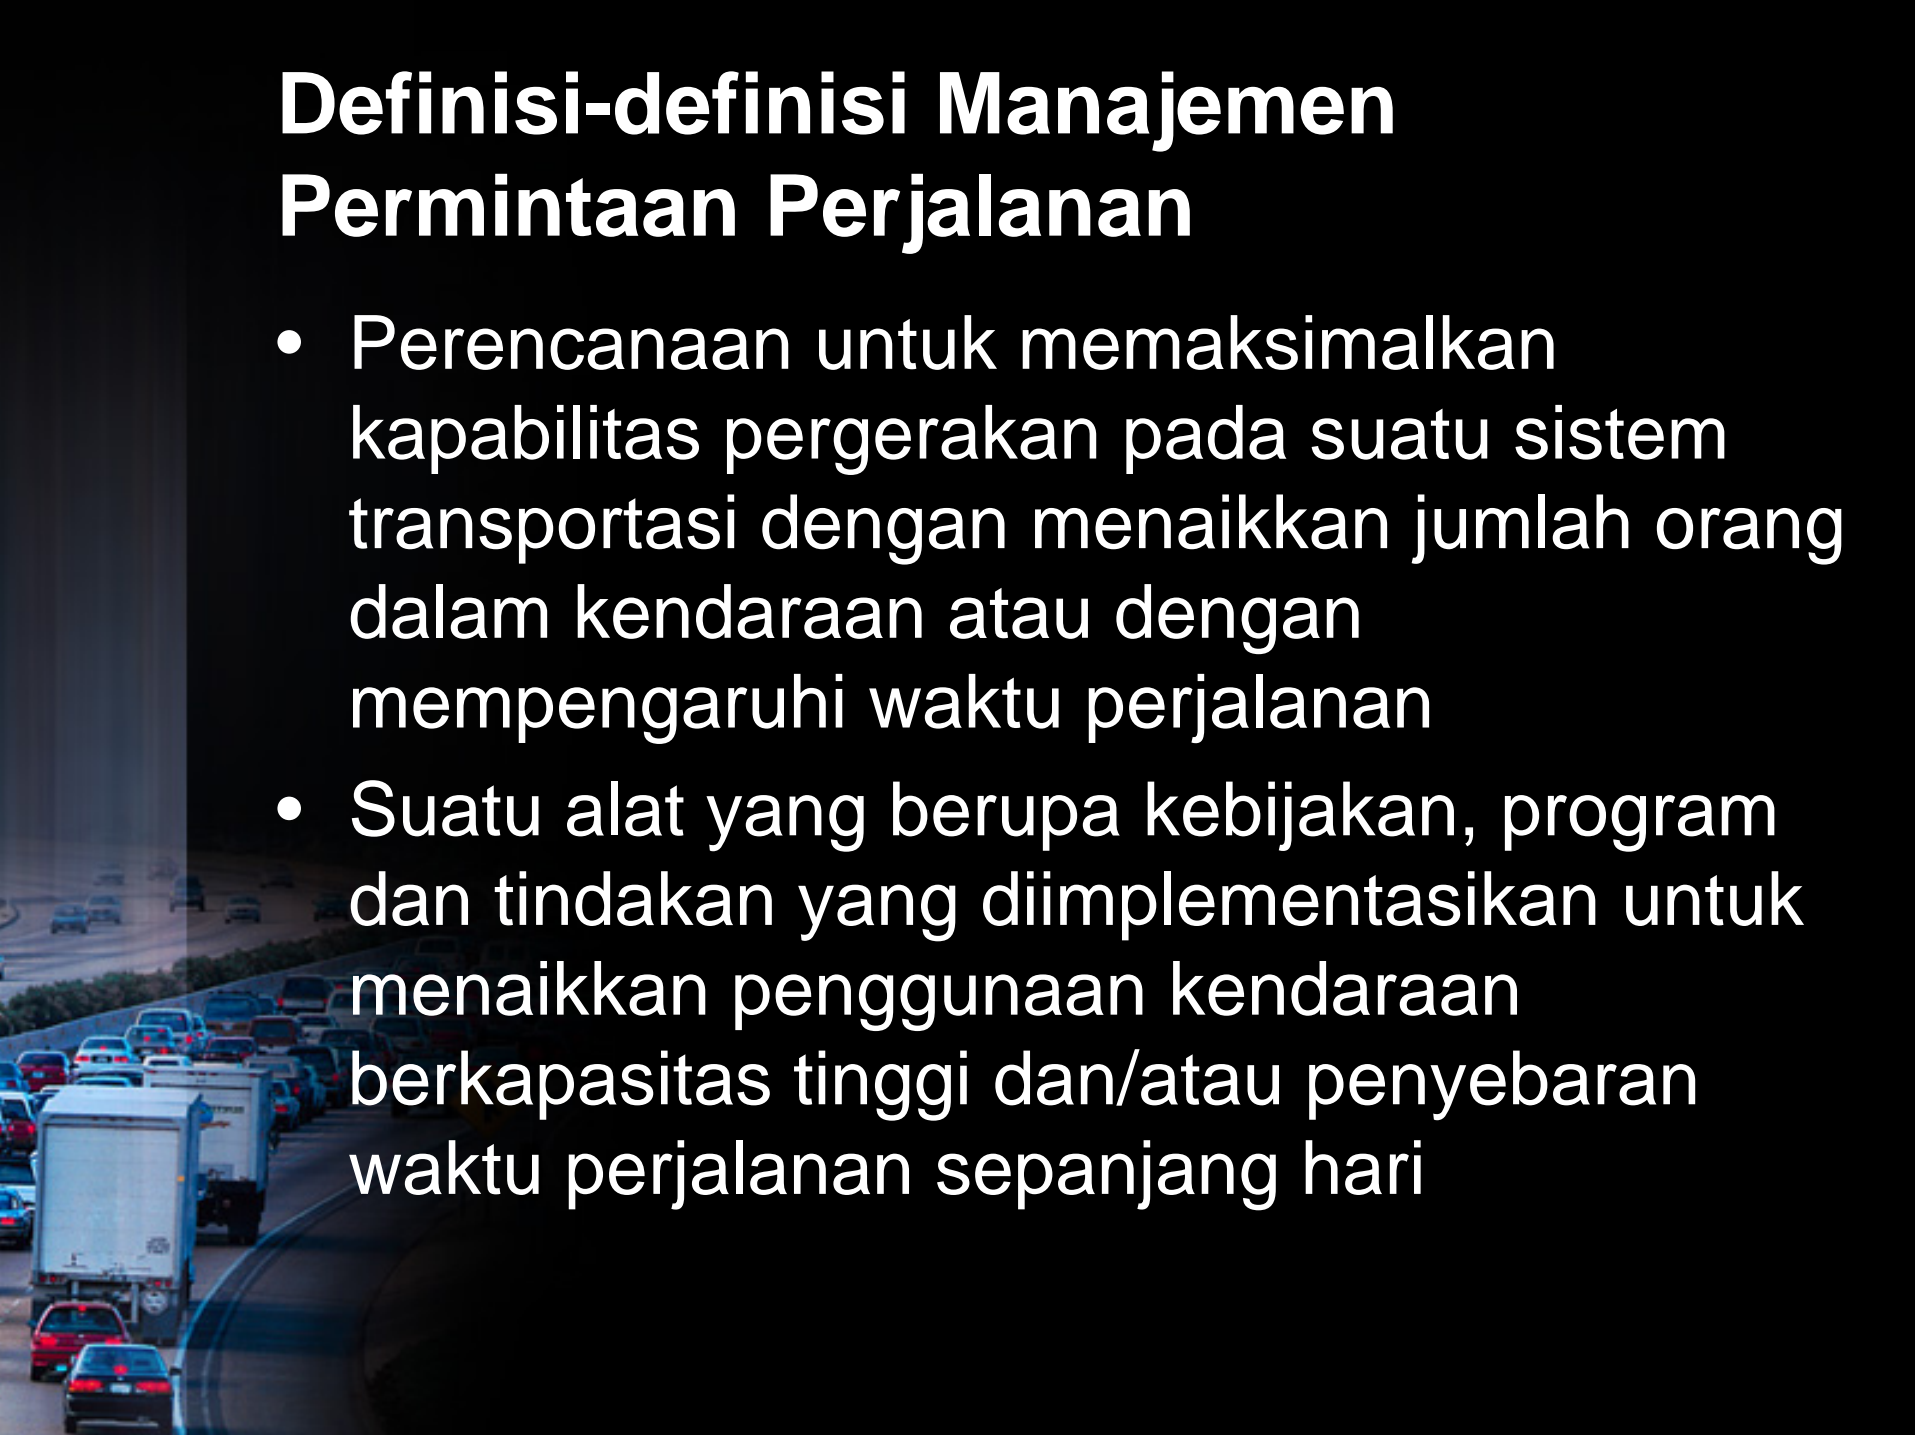 Definisi-definisi Manajemen
Permintaan Perjalanan
• Perencanaan untuk memaksimalkan
kapabilitas pergerakan pada suatu sistem
transportasi dengan menaikkan jumlah orang
dalam kendaraan atau dengan
mempengaruhi waktu perjalanan
• Suatu alat yang berupa kebijakan, program
dan tindakan yang diimplementasikan untuk
menaikkan penggunaan kendaraan
berkapasitas tinggi dan/atau penyebaran
waktu perjalanan sepanjang hari